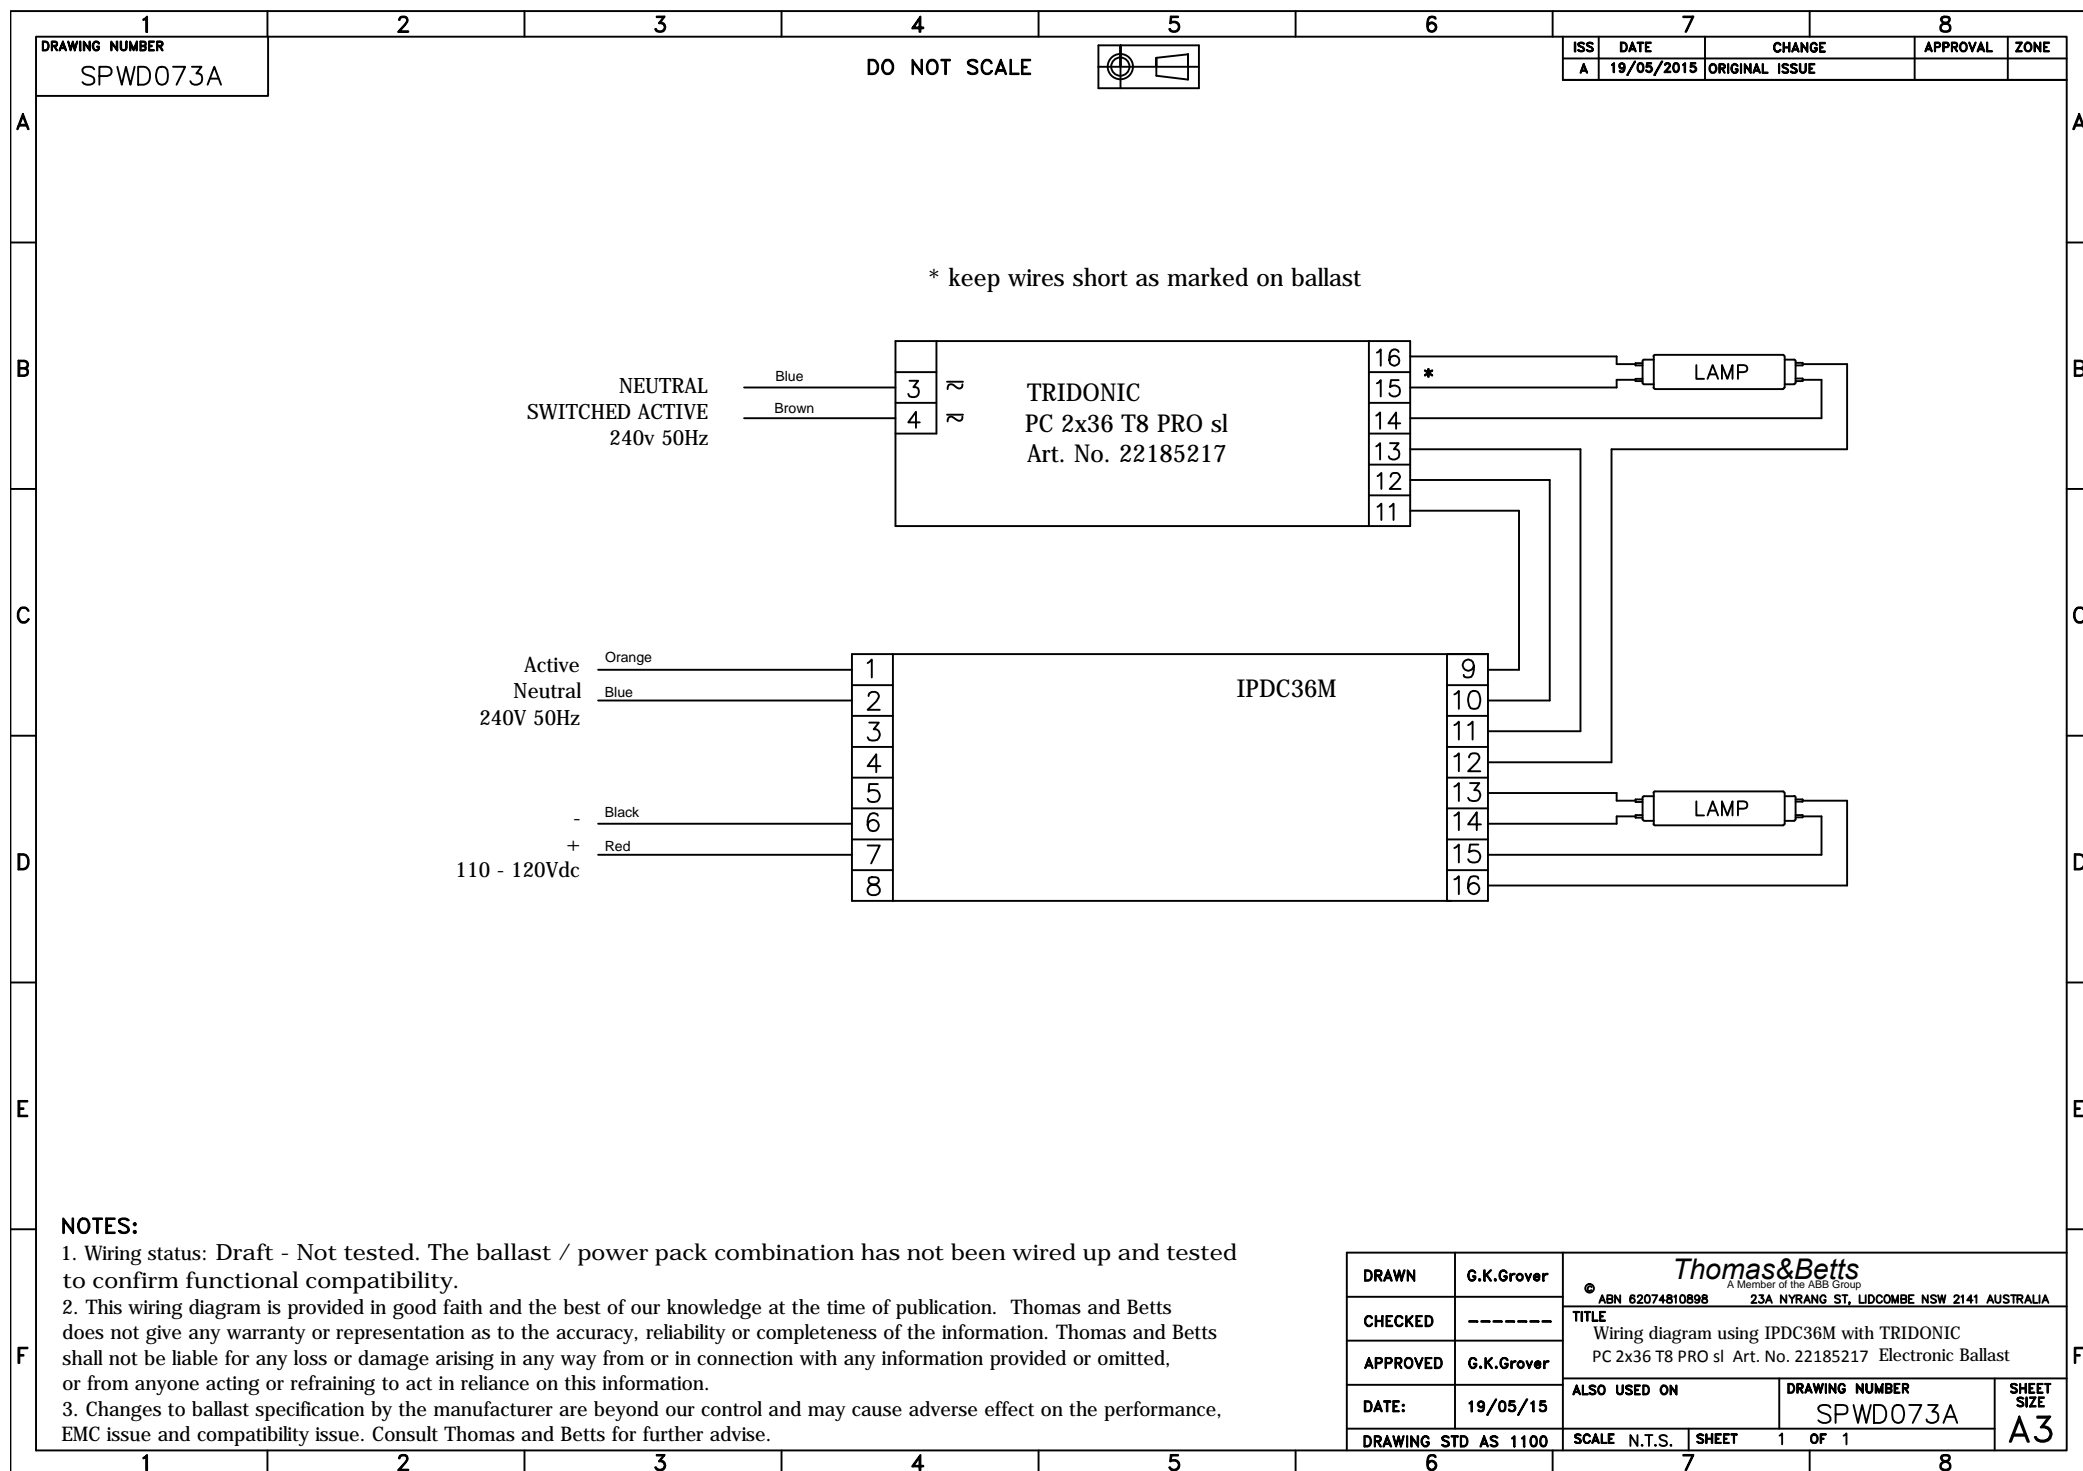 1 2 3 4 5 6 7 8
DRAWING NUMBER
SPWD073A
DO NOT SCALE
ISS DATE CHANGE APPROVAL ZONE
A 19/05/2015 ORIGINAL ISSUE
A A
* keep wires short as marked on ballast
B B
NEUTRAL Blue 3 ≂
SWITCHED ACTIVE Brown 4 ≂
240v 50Hz
TRIDONIC
PC 2x36 T8 PRO sl
Art. No. 22185217
16
*
15
14
13
12
11
LAMP
C C
Active Orange
Neutral Blue
240V 50Hz
- Black
+ Red
110 - 120Vdc
1
2
3
4
5
6
7
8
IPDC36M
9
10
11
12
13
14
15
16
LAMP
D D
E E
F F
NOTES:
1. Wiring status: Draft - Not tested. The ballast / power pack combination has not been wired up and tested
to confirm functional compatibility.
2. This wiring diagram is provided in good faith and the best of our knowledge at the time of publication. Thomas and Betts
does not give any warranty or representation as to the accuracy, reliability or completeness of the information. Thomas and Betts
shall not be liable for any loss or damage arising in any way from or in connection with any information provided or omitted,
or from anyone acting or refraining to act in reliance on this information.
3. Changes to ballast specification by the manufacturer are beyond our control and may cause adverse effect on the performance,
EMC issue and compatibility issue. Consult Thomas and Betts for further advise.
DRAWN G.K.Grover
CHECKED -------
APPROVED G.K.Grover
DATE: 19/05/15
DRAWING STD AS 1100
Thomas&Betts
A Member of the ABB Group
© ABN 62074810898 23A NYRANG ST, LIDCOMBE NSW 2141 AUSTRALIA
TITLE
Wiring diagram using IPDC36M with TRIDONIC
PC 2x36 T8 PRO sl Art. No. 22185217 Electronic Ballast
ALSO USED ON
DRAWING NUMBER
SPWD073A
SHEET
SIZE
A3
SCALE N.T.S. SHEET 1 OF 1
1 2 3 4 5 6 7 8